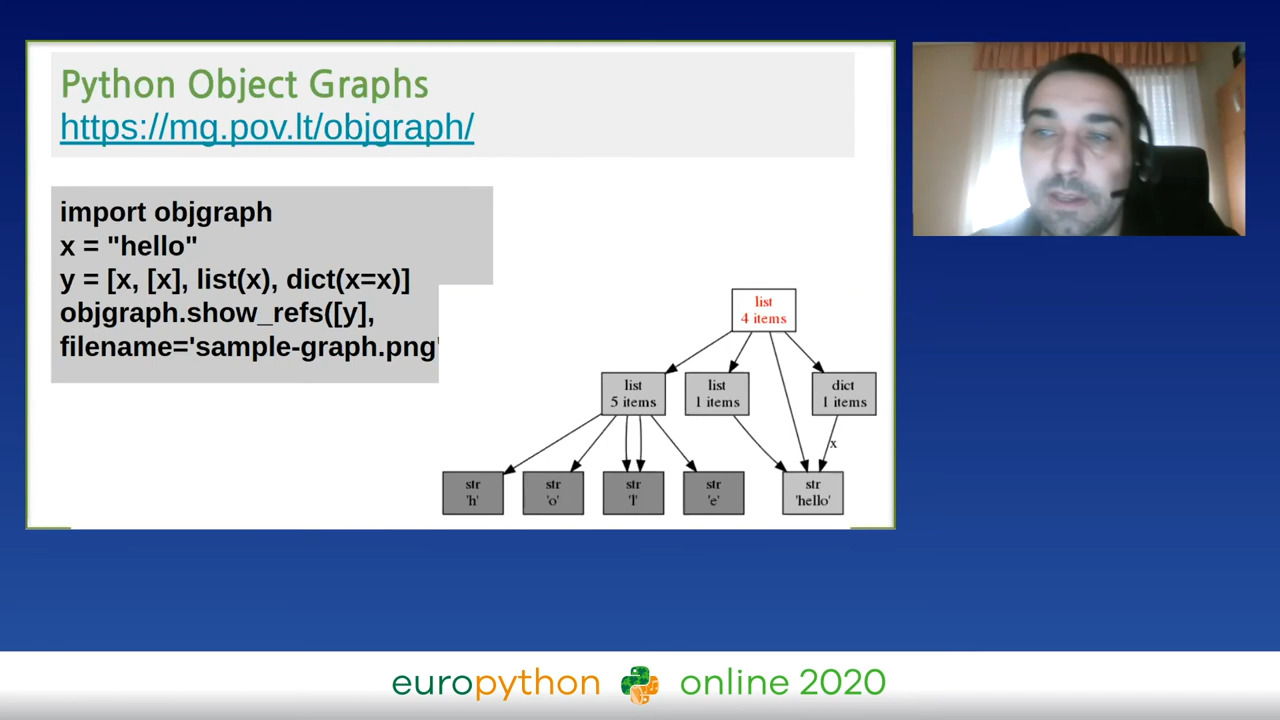 Python Object Graphs
https://mg.pov.lt/objgraph/
import objgraph
x = "hello"
y = [x, [x], list(x), dict(x=x)]
objgraph.show_refs([y],
filename='sample-graph.png'
list
4 items
list
5 items
list
1 items
dict
1 items
x
str
'h'
str
'o'
str
'l'
str
'e'
str
'hello'
europython online 2020